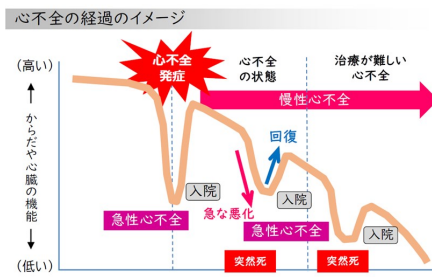 心不全の経過のイメージ
(高い)
からだや心臓の機能
(低い)
心不全
発症
心不全
の状態
治療が難しい
心不全
慢性心不全
回復
入院
急な悪化
入院
入院
急性心不全
急性心不全
突然死
突然死